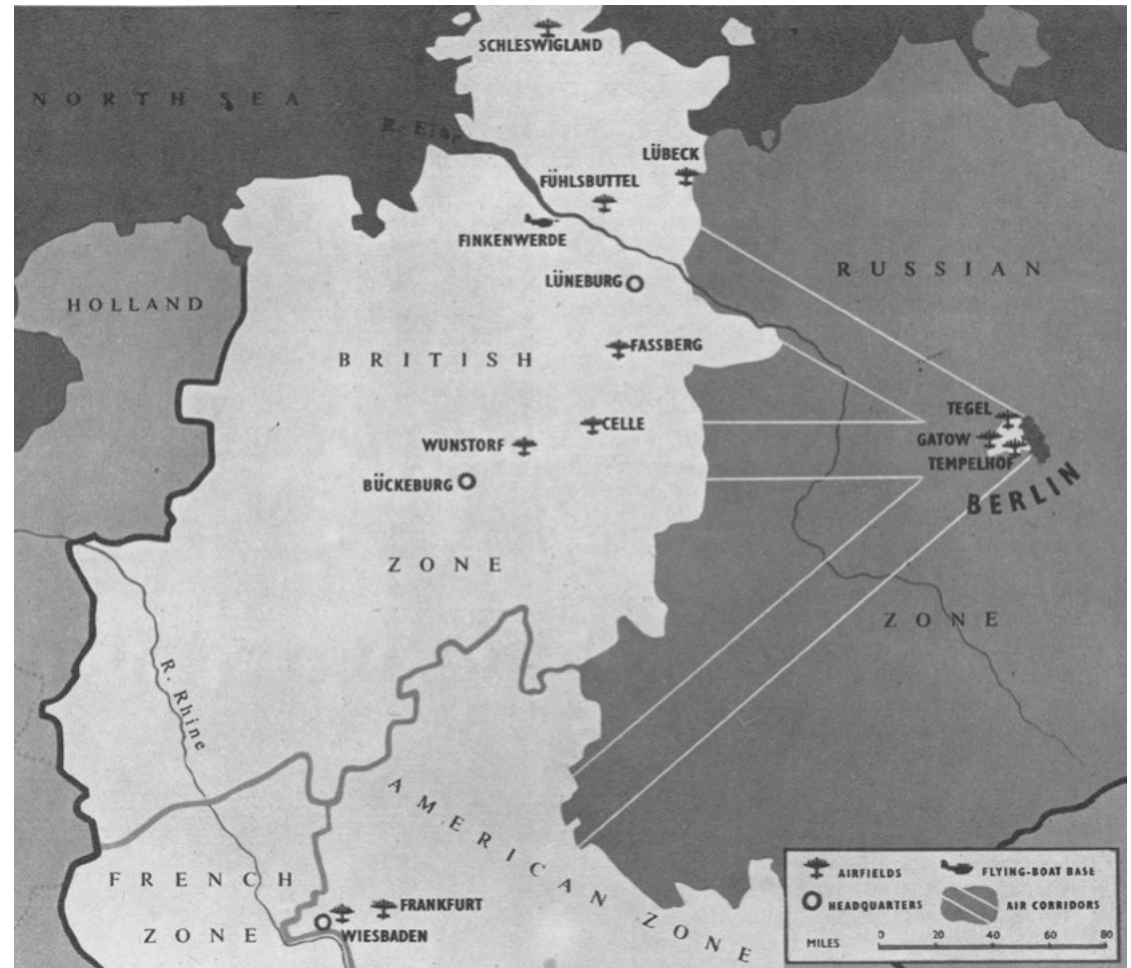 SCHLESWIGLAND
NORTH SEA
R. Elbe
LÜBECK
FÜHLSBUTTEL
FINKENWERDE
RUSSIAN
LÜNEBURG
HOLLAND
FASSBERG
BRITISH
TEGEL
CELLE
GATOW
WUNSTORF
TEMPELHOF
BÜCKEBURG
BERLIN
ZONE
ZONE
R. Rhine
AMERICAN ZONE
FRENCH
ZONE
FRANKFURT
WIESBADEN
AIRFIELDS
FLYING-BOAT BASE
HEADQUARTERS
AIR CORRIDORS
MILES
0 20 40 60 80